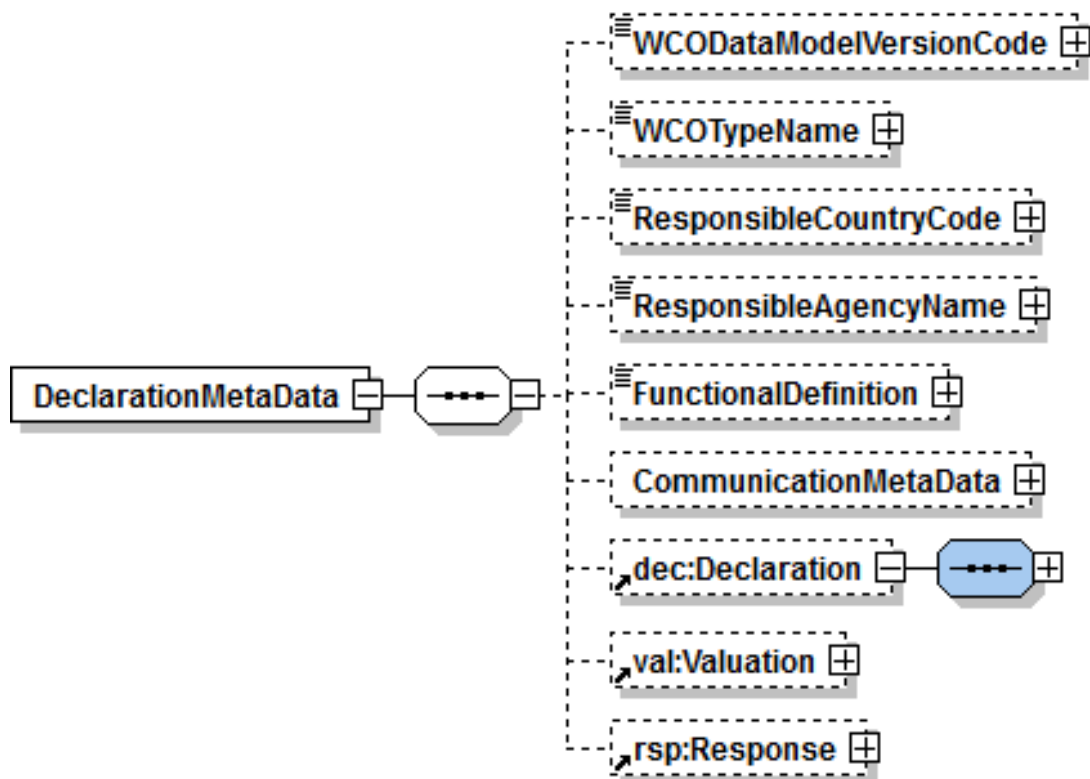 WCODataModelVersionCode
WCOTypeName
ResponsibleCountryCode
ResponsibleAgencyName
DeclarationMetaData
FunctionalDefinition
CommunicationMetaData
dec:Declaration
val:Valuation
rsp:Response